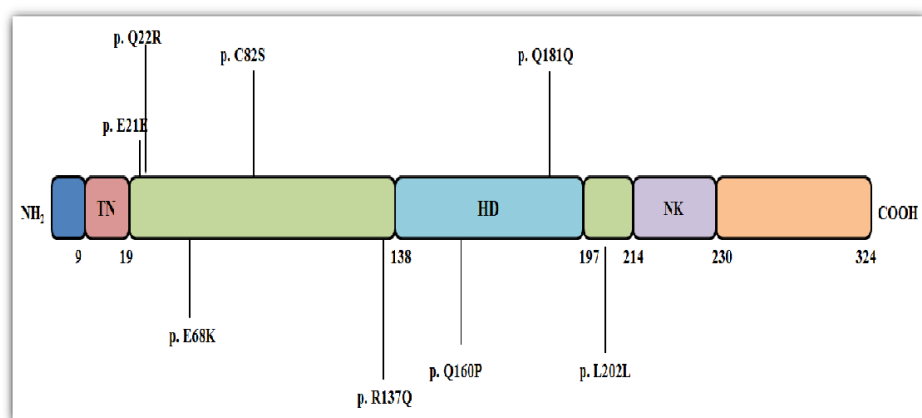 p. Q22R
p. C82S
p. Q181Q
p. E21E
NH2
TN
HD
NK
COOH
9
19
138
197
214
230
324
p. E68K
p. R137Q
p. Q160P
p. L202L